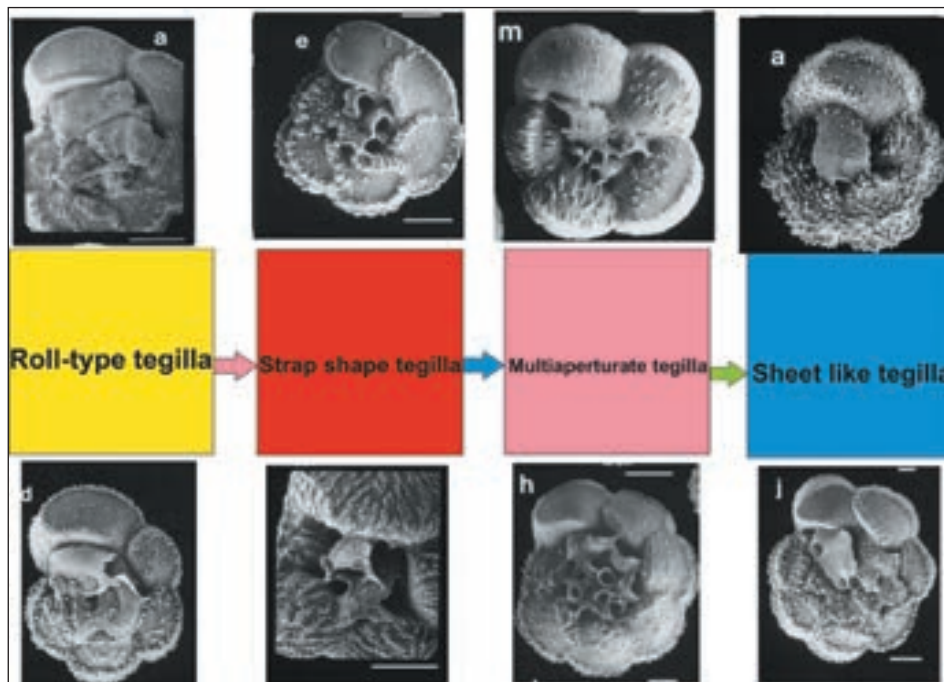 a
e
m
a
Roll-type tegilla
Strap shape tegilla
Multiaperturate tegilla
Sheet like tegilla
d
h
j